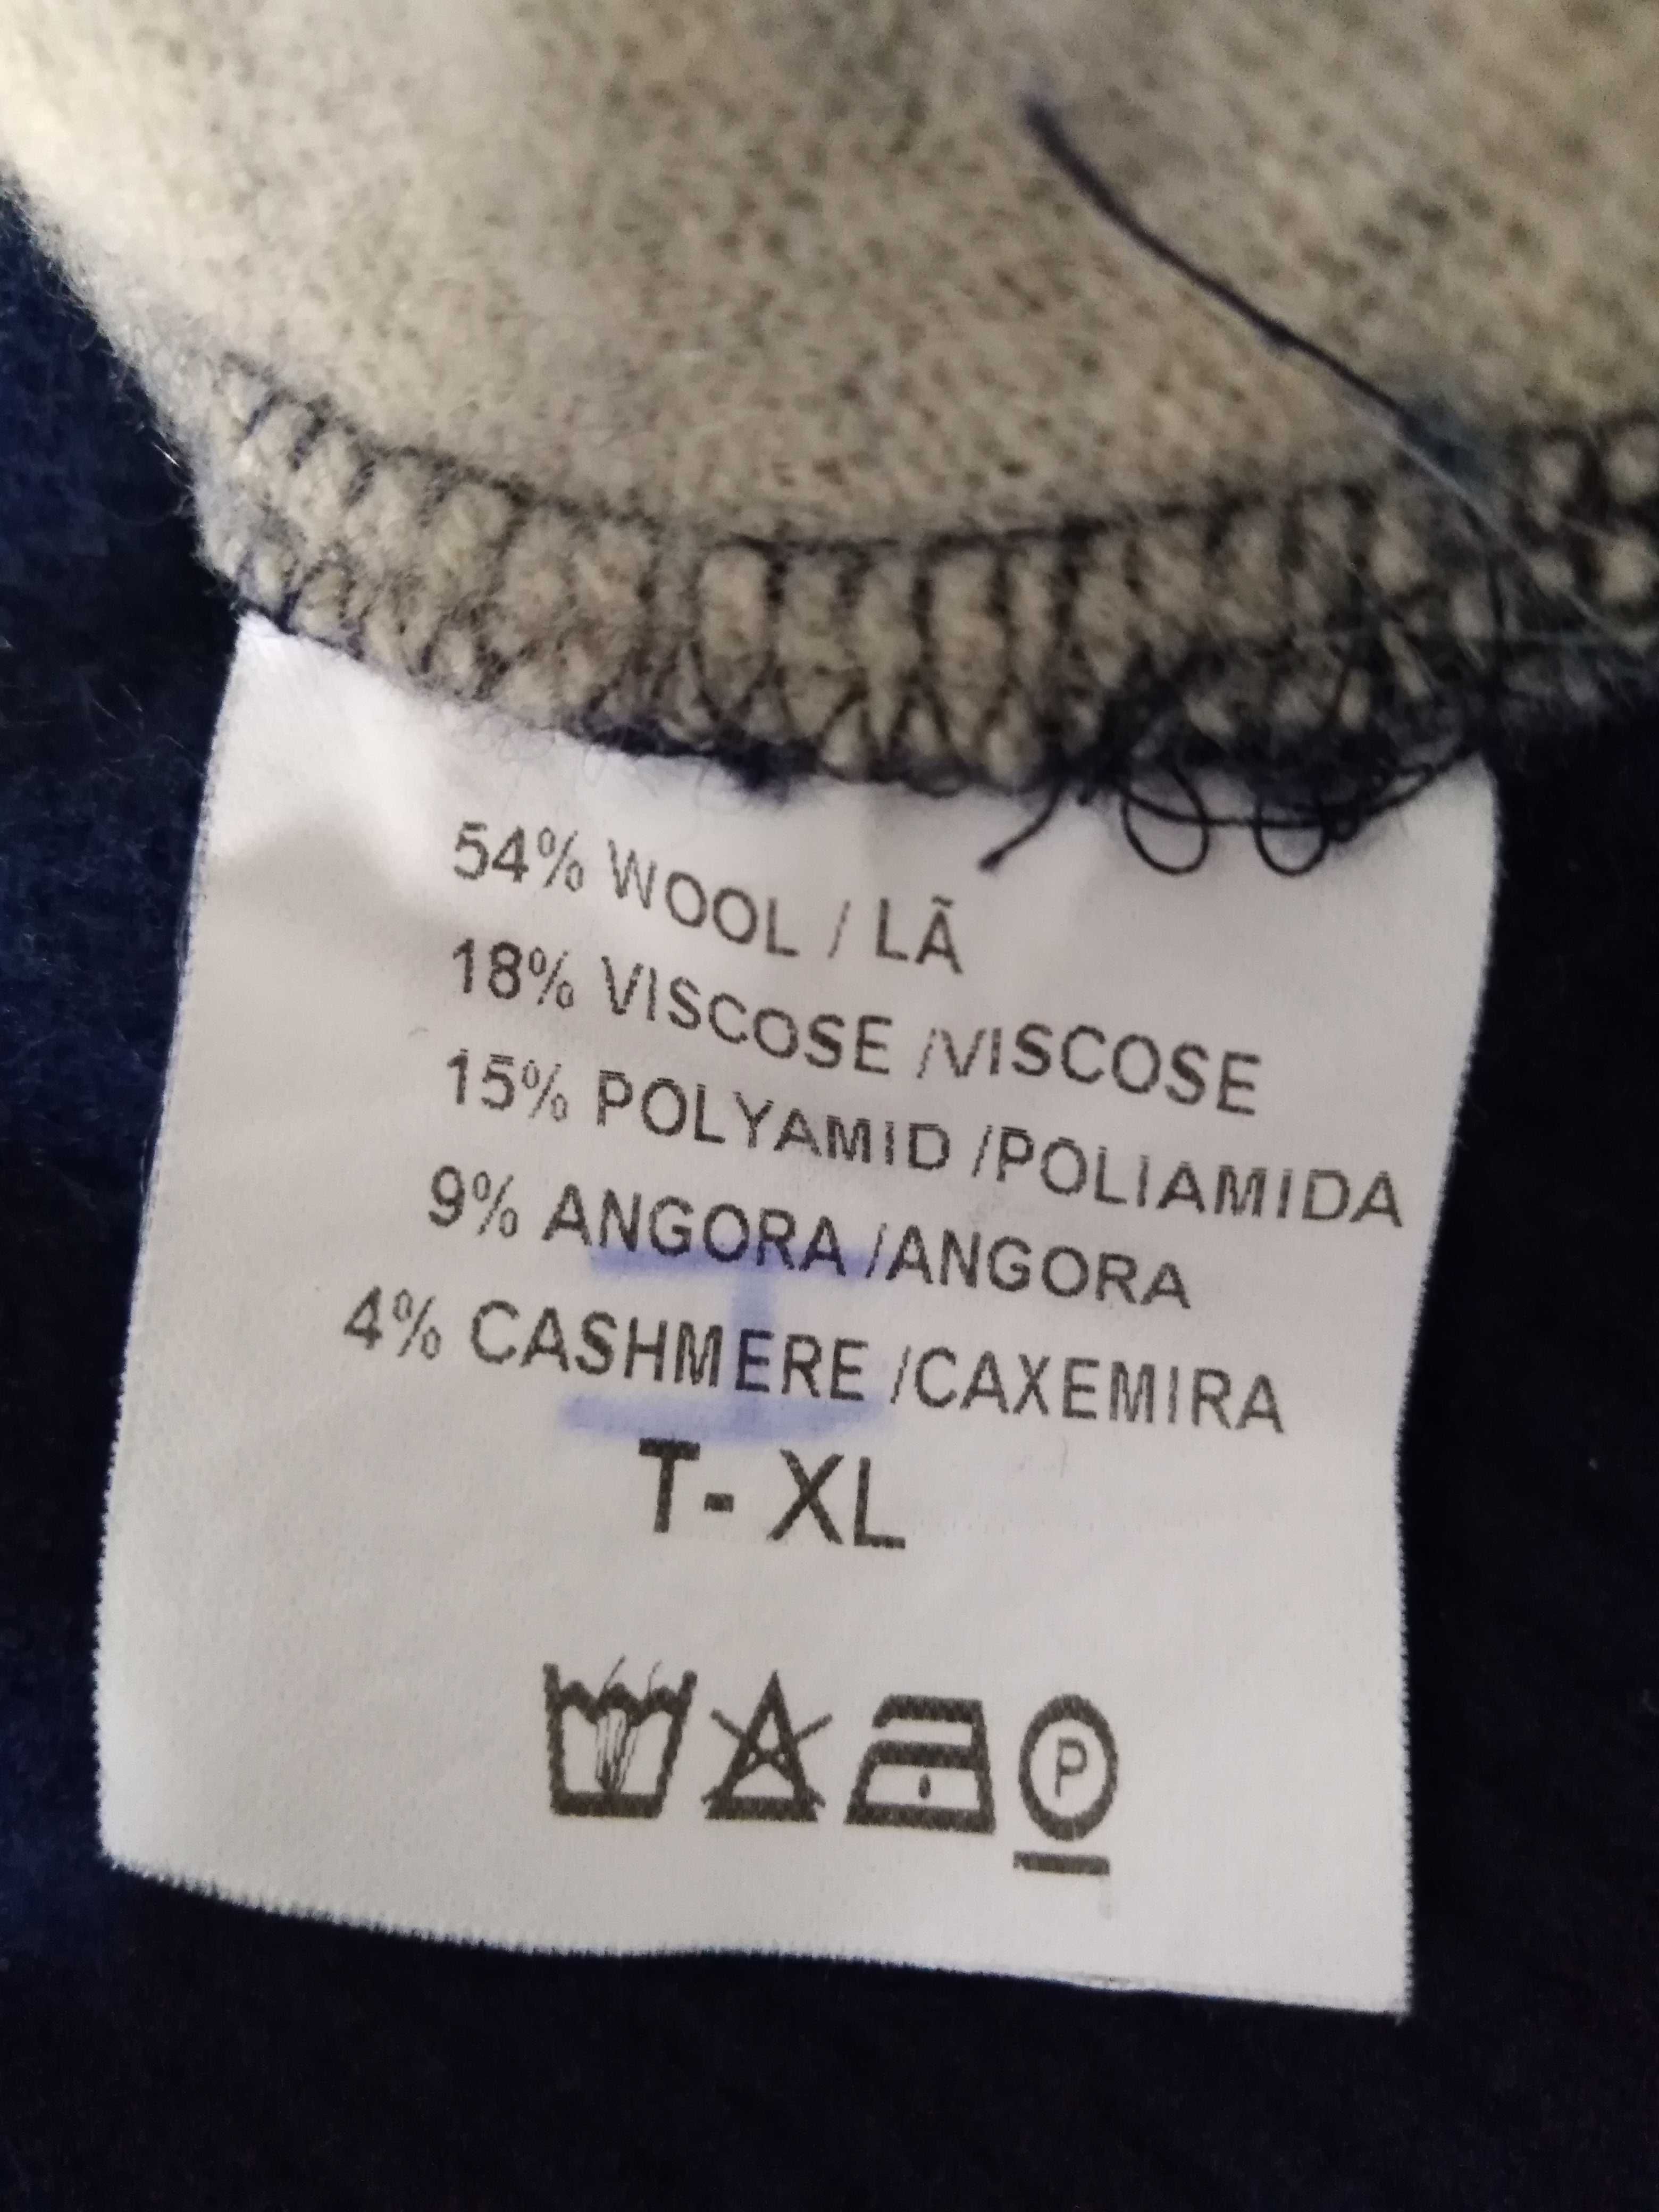 54% WOOL / LÃ
18% VISCOSE /VISCOSE
15% POLYAMID /POLIAMIDA
9% ANGORA /ANGORA
4% CASHMERE /CAXEMIRA
T- XL
P